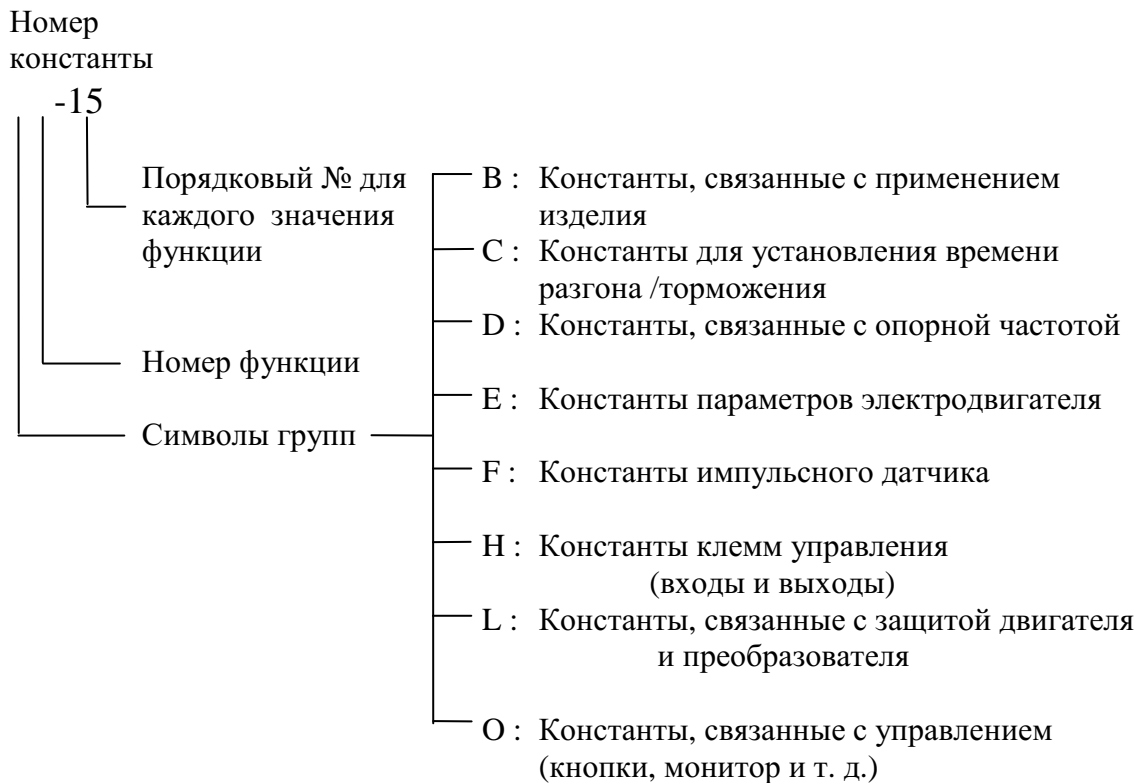 Номер
константы
-15
Порядковый № для
каждого значения
функции
Номер функции
Символы групп
B : Константы, связанные с применением
изделия
C : Константы для установления времени
разгона /торможения
D : Константы, связанные с опорной частотой
E : Константы параметров электродвигателя
F : Константы импульсного датчика
H : Константы клемм управления
(входы и выходы)
L : Константы, связанные с защитой двигателя
и преобразователя
O : Константы, связанные с управлением
(кнопки, монитор и т. д.)